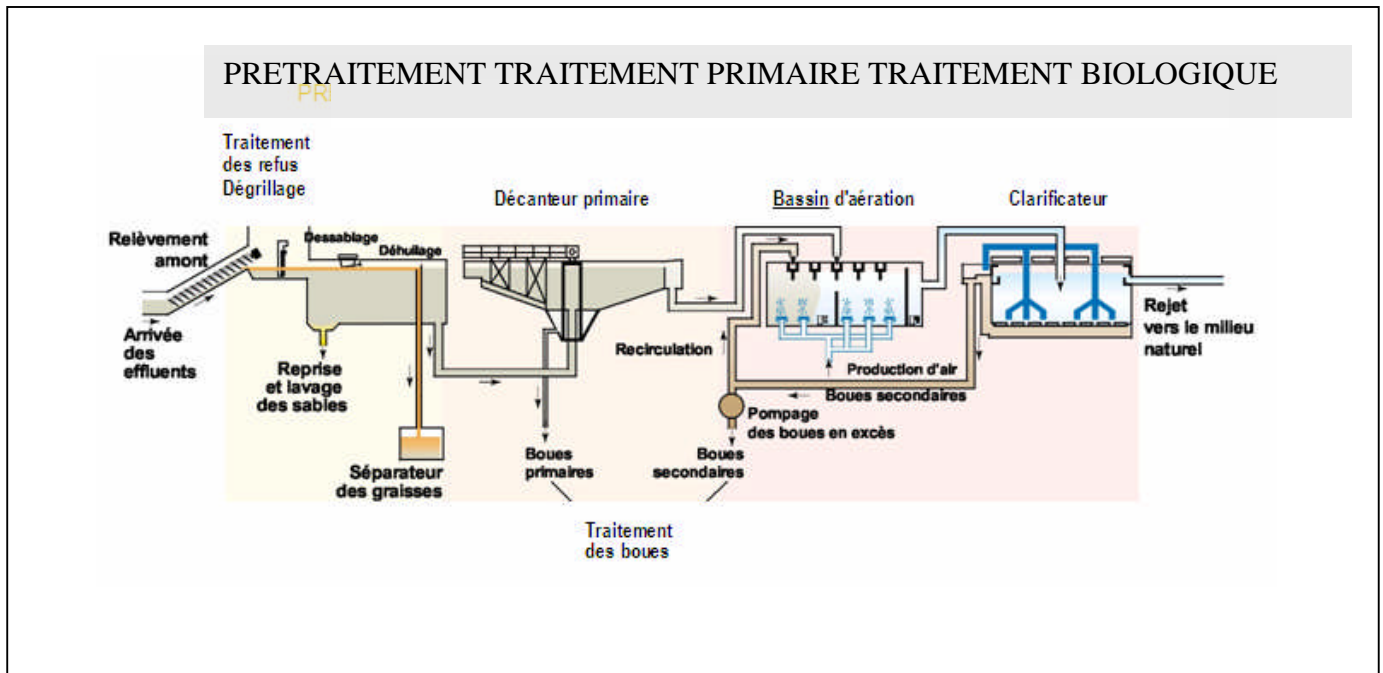 PRETRAITEMENT TRAITEMENT PRIMAIRE TRAITEMENT BIOLOGIQUE
PR
Traitement
des refus
Dégrillage
Décanteur primaire
Bassin d'aération
Clarificateur
Relèvement
amont
Dessablage
Déhuilage
Arrivée
des
effluents
Reprise
et lavage
des sables
Séparateur
des graisses
Boues
primaires
Recirculation
Production d'air
Boues secondaires
Pompage
des boues en excès
Boues
secondaires
Rejet
vers le milieu
naturel
Traitement
des boues